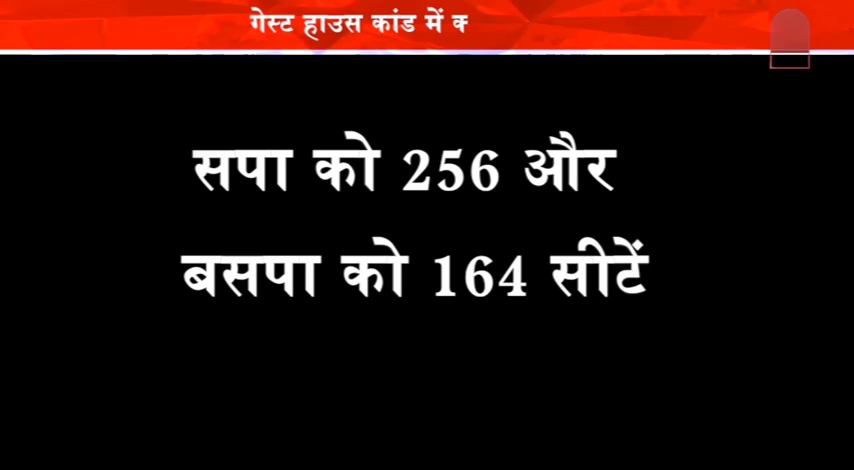 गेस्ट हाउस कांड में क
सपा को 256 और
बसपा को 164 सीटें